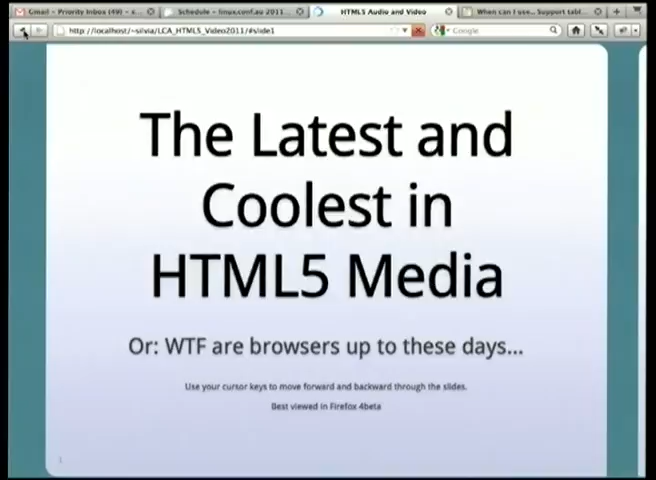 Gmail - Priority Inbox (49) - s...
Schedule - linux.conf.au 2011...
HTML5 Audio and Video
When can I use... Support tabl...
http://localhost/~silvia/LCA_HTML5_Video2011/#slide1
Google
The Latest and
Coolest in
HTML5 Media
Or: WTF are browsers up to these days...
Use your cursor keys to move forward and backward through the slides.
Best viewed in Firefox 4beta
1